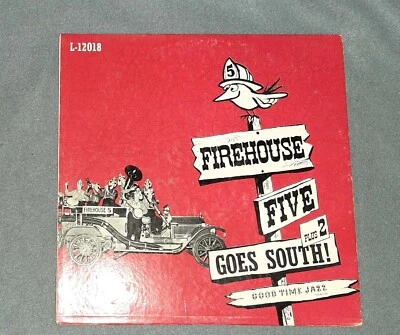 L-12018
5
FIREHOUSE
FIVE
PLUS 2
GOES SOUTH!
GOOD TIME JAZZ
FIREHOUSE 5